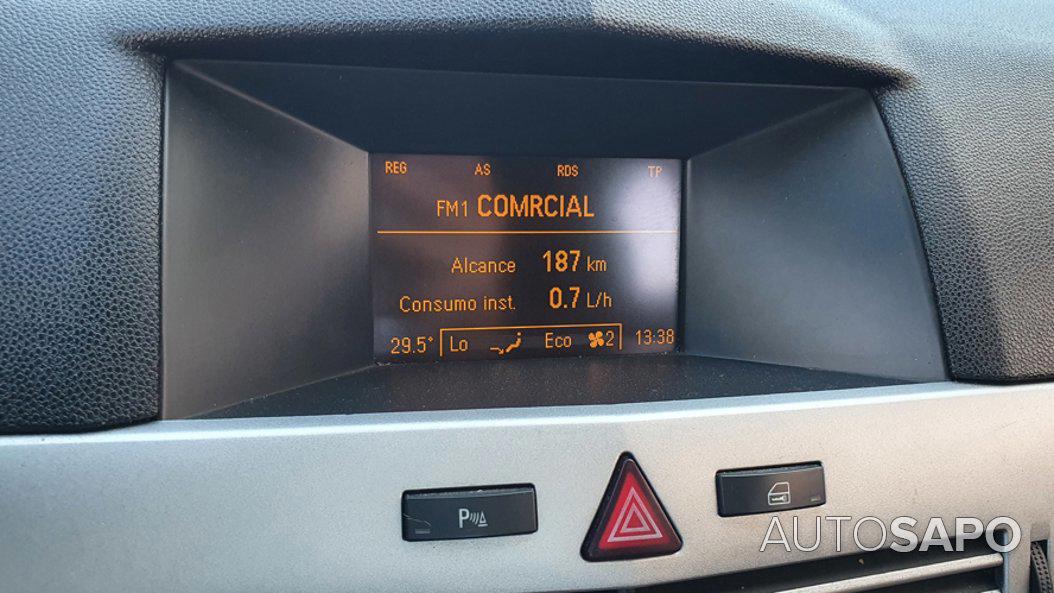 REG AS RDS TP
FM1 COMRCIAL
Alcance 187 km
Consumo inst. 0.7 L/h
29.5° Lo Eco 2 13:38
P
AUTOSAPO